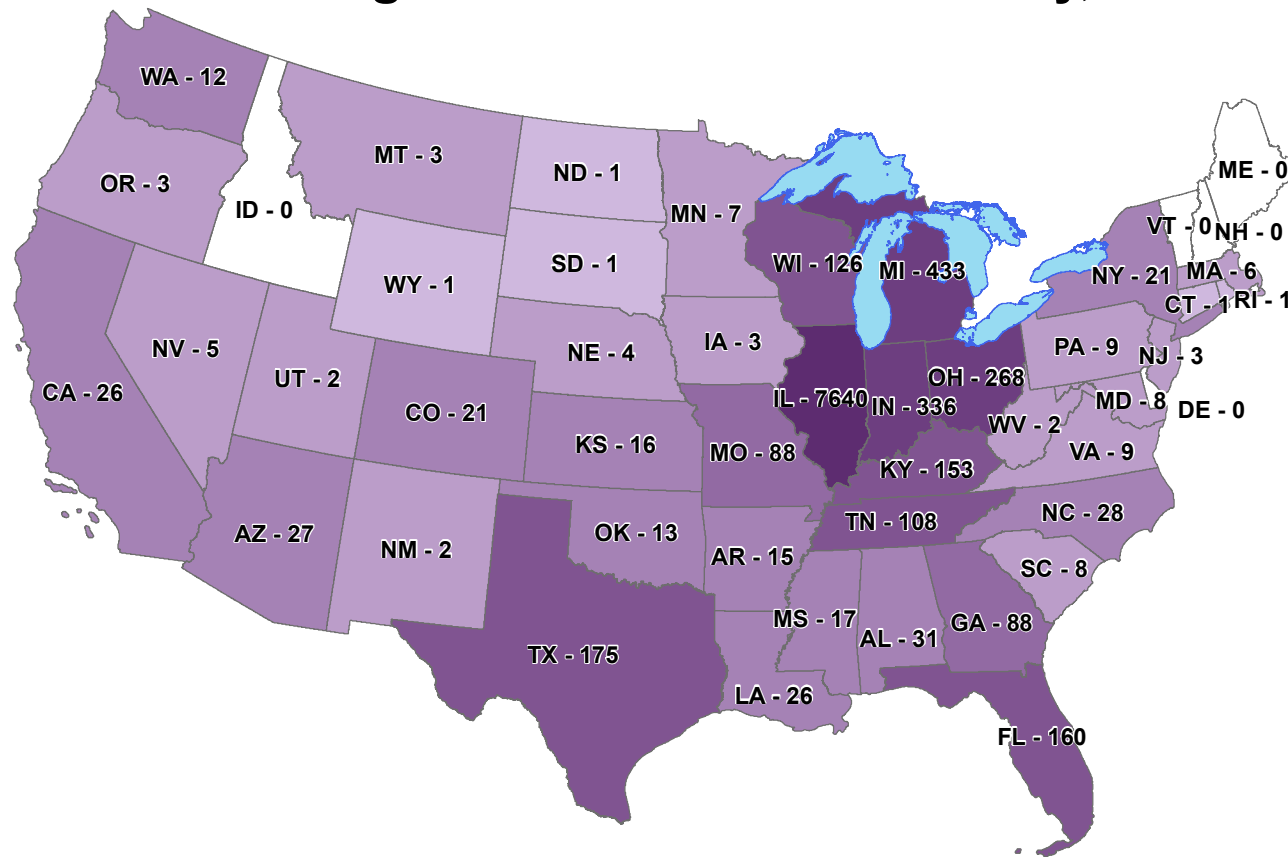 WA - 12
MT - 3
ND - 1
OR - 3
ID - 0
MN - 7
ME - 0
VT - 0
NH - 0
WY - 1
SD - 1
WI - 126
MI - 433
NY - 21
MA - 6
CT - 1
RI - 1
NV - 5
UT - 2
NE - 4
IA - 3
PA - 9
NJ - 3
CA - 26
CO - 21
IL - 7640
IN - 336
OH - 268
MD - 8
DE - 0
WV - 2
KS - 16
MO - 88
KY - 153
VA - 9
AZ - 27
NM - 2
OK - 13
AR - 15
TN - 108
NC - 28
SC - 8
TX - 175
LA - 26
MS - 17
AL - 31
GA - 88
FL - 160